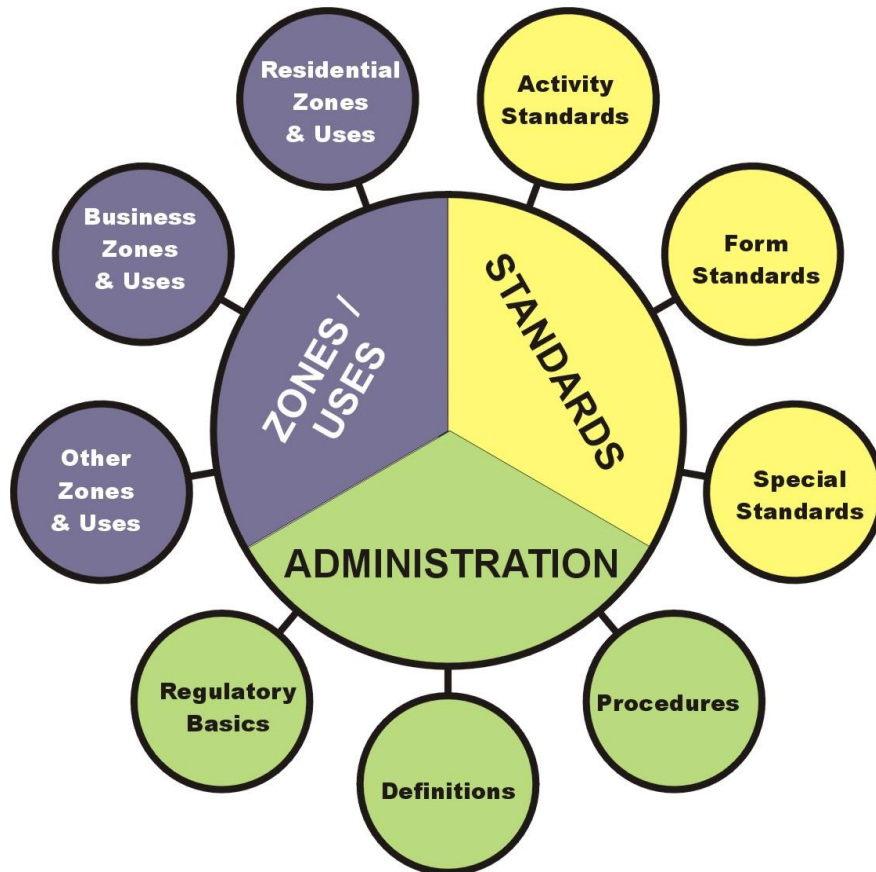 Residential
Zones
& Uses
Activity
Standards
Business
Zones
& Uses
Form
Standards
ZONES /
USES
STANDARDS
Other
Zones
& Uses
Special
Standards
ADMINISTRATION
Regulatory
Basics
Procedures
Definitions